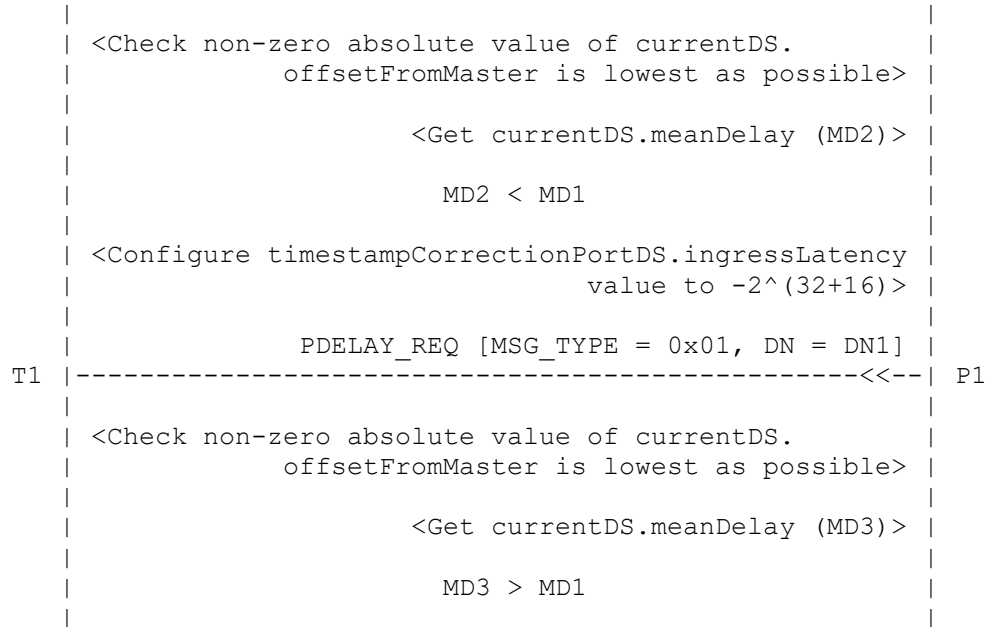 <Check non-zero absolute value of currentDS.
offsetFromMaster is lowest as possible>
<Get currentDS.meanDelay (MD2)>
MD2 < MD1
<Configure timestampCorrectionPortDS.ingressLatency
value to -2^(32+16)>
PDELAY_REQ [MSG_TYPE = 0x01, DN = DN1]
T1 |-------------------------------------------------<<--| P1
<Check non-zero absolute value of currentDS.
offsetFromMaster is lowest as possible>
<Get currentDS.meanDelay (MD3)>
MD3 > MD1